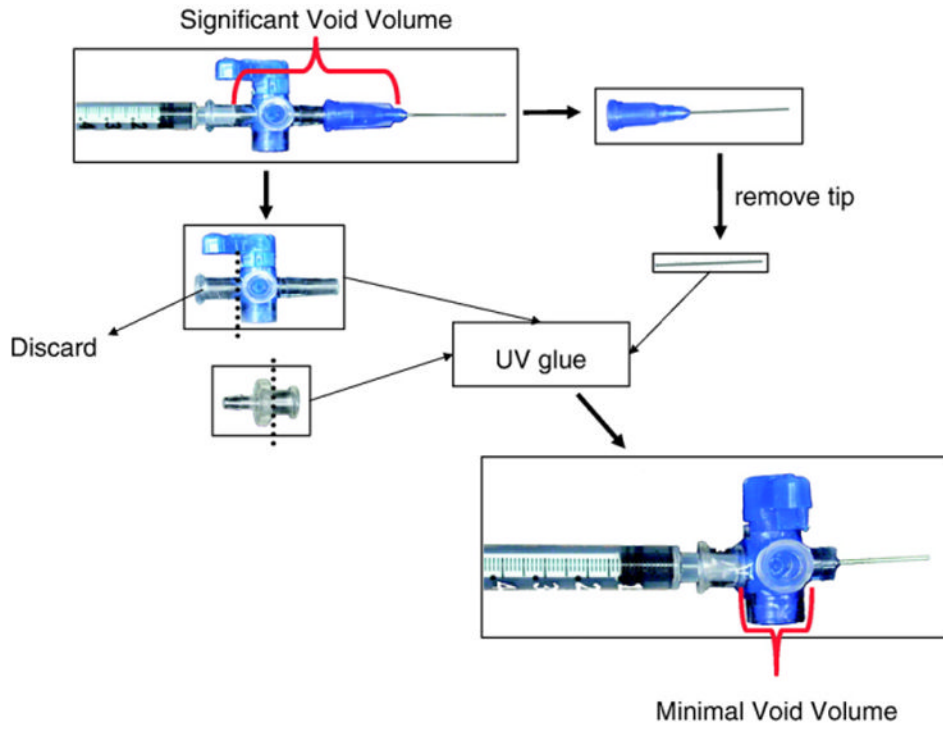 Significant Void Volume
remove tip
Discard
UV glue
Minimal Void Volume